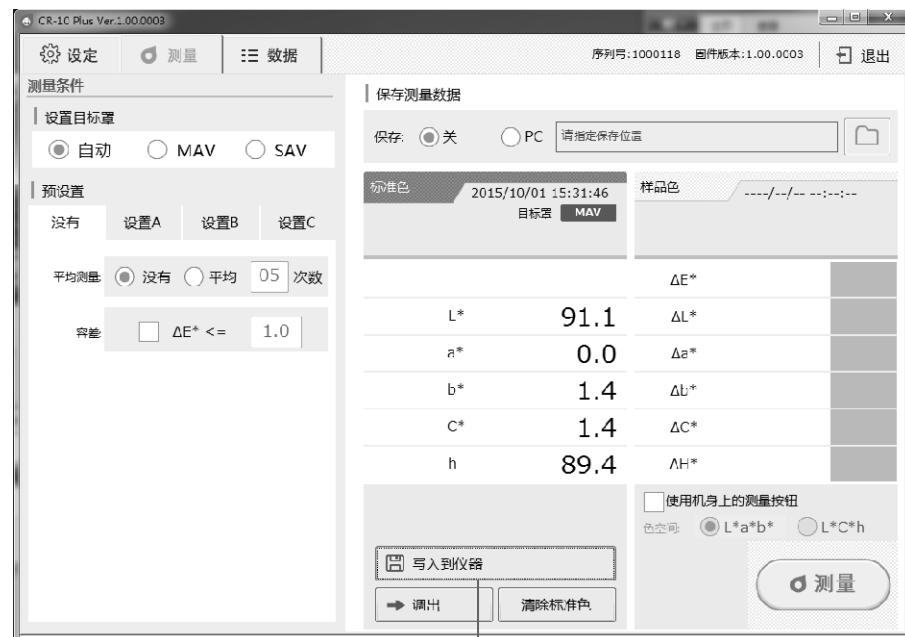 CR-10 Plus Ver.1.00.0003
设定 测量 数据 序列号:1000118 固件版本:1.00.0003 退出
测量条件
设置目标罩
自动 MAV SAV
预设置
没有 设置A 设置B 设置C
平均测量: 没有 平均 05 次数
容差: ΔE* <= 1.0
保存测量数据
保存: 关 PC 请指定保存位置
标准色 2015/10/01 15:31:46
目标罩 MAV
样品色 ----/--/-- --:--:--
ΔE*
L* 91.1 ΔL*
a* 0.0 Δa*
b* 1.4 Δb*
C* 1.4 ΔC*
h 89.4 ΔH*
使用机身上的测量按钮
色空间: L*a*b* L*C*h
写入到仪器
调出 清除标准色
测量